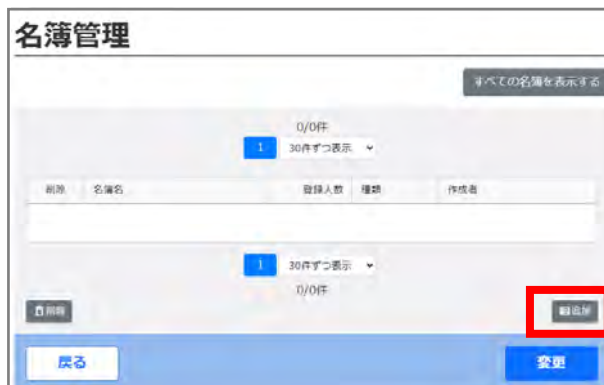 名簿管理
すべての名簿を表示する
0/0件
1 30件ずつ表示
削除 名簿名 登録人数 種類 作成者
1 30件ずつ表示
0/0件
削除 追加
戻る 変更